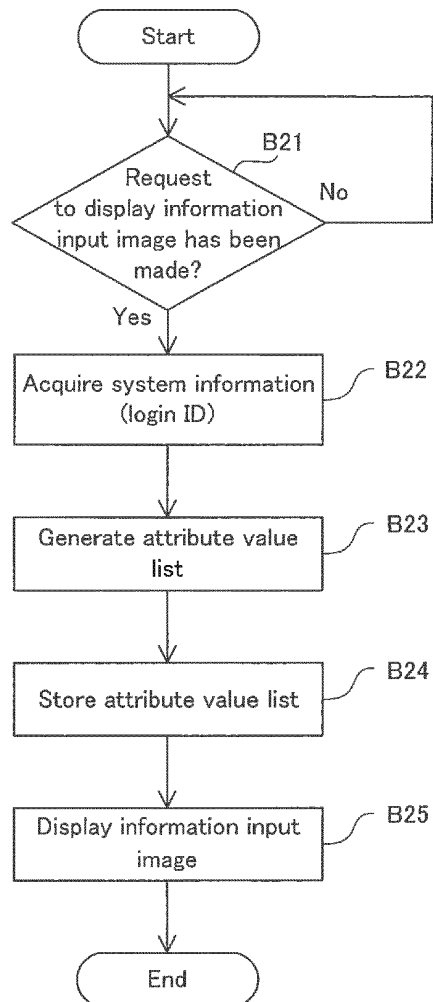 Start
B21
Request
to display information
input image has been
made?
No
Yes
Acquire system information
(login ID)
B22
Generate attribute value
list
B23
Store attribute value list
B24
Display information input
image
B25
End